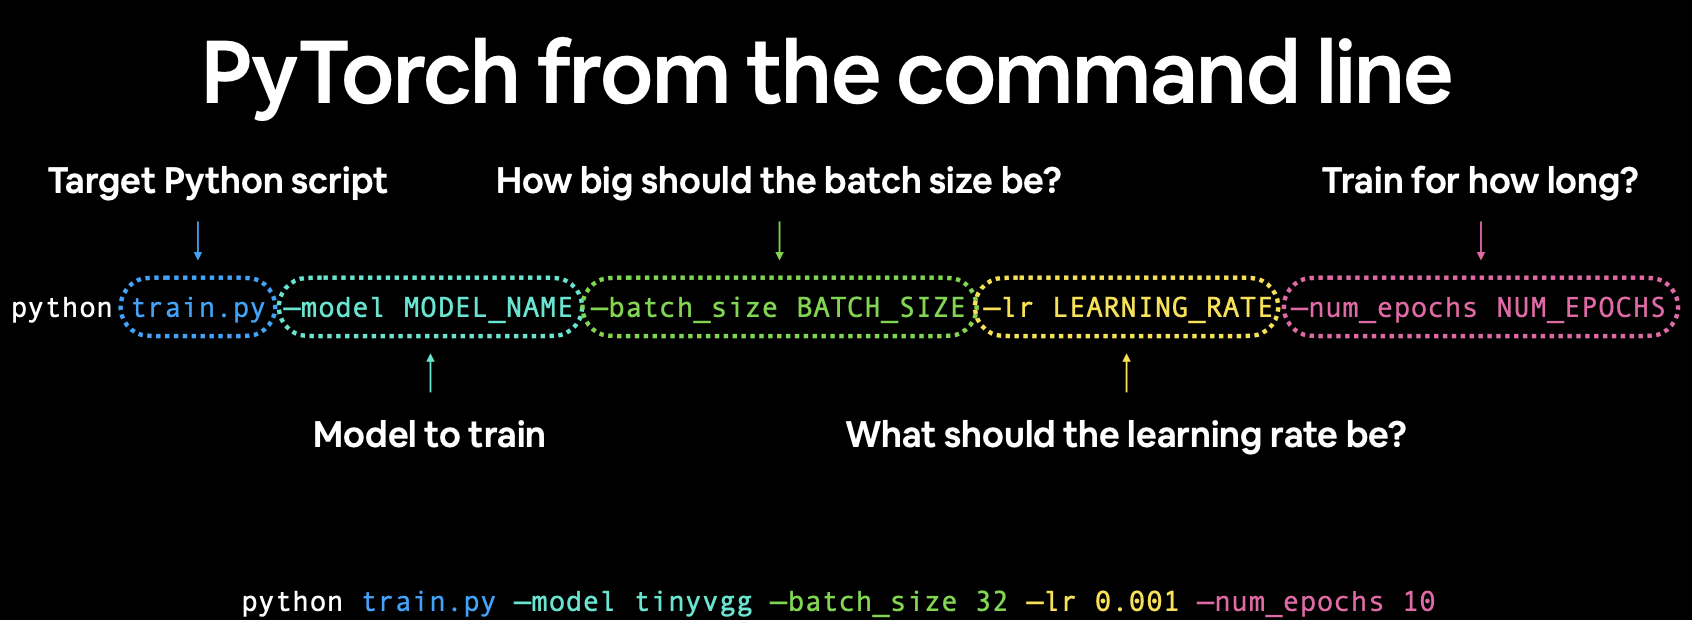 PyTorch from the command line
Target Python script
How big should the batch size be?
Train for how long?
python train.py —model MODEL_NAME —batch_size BATCH_SIZE —lr LEARNING_RATE —num_epochs NUM_EPOCHS
Model to train
What should the learning rate be?
python train.py —model tinyvgg —batch_size 32 —lr 0.001 —num_epochs 10